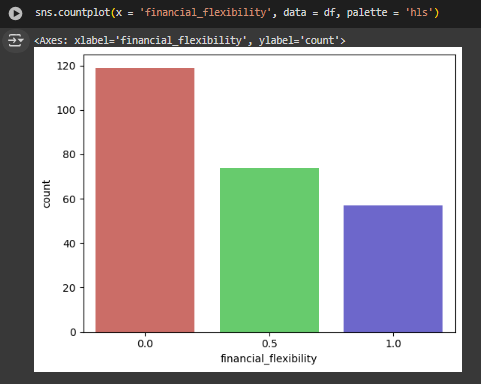 sns.countplot(x = 'financial_flexibility', data = df, palette = 'hls')
<Axes: xlabel='financial_flexibility', ylabel='count'>
120
100
80
60
40
20
0
count
0.0 0.5 1.0
financial_flexibility